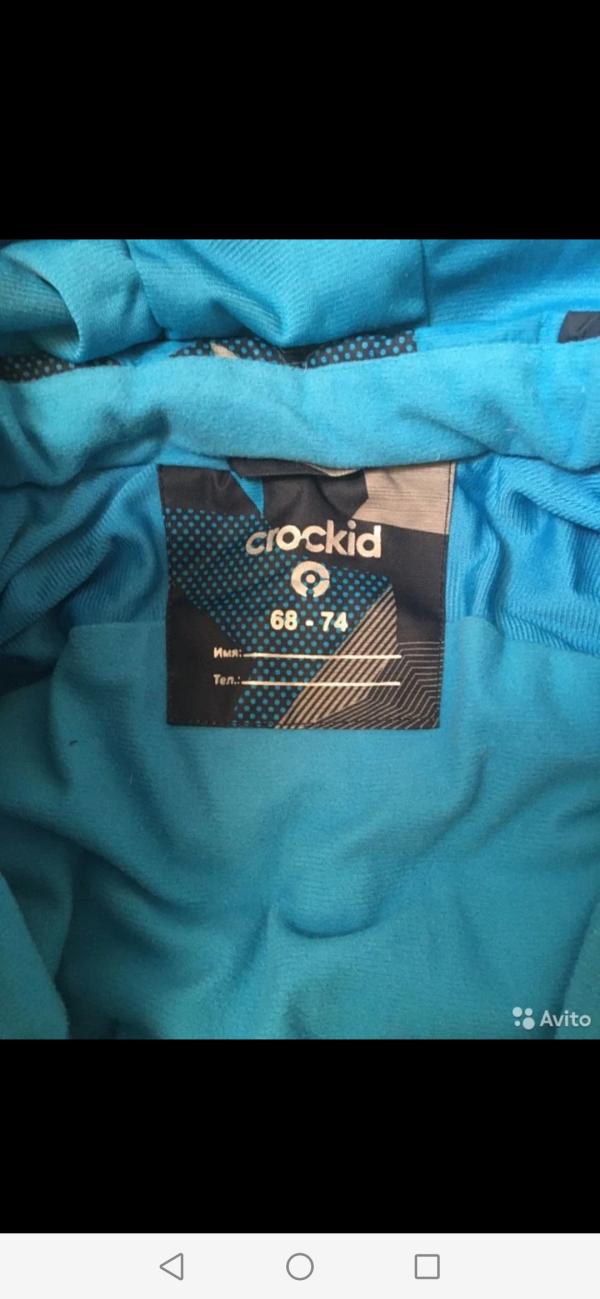 crockid
68 - 74
Имя:
Тел.:
Avito